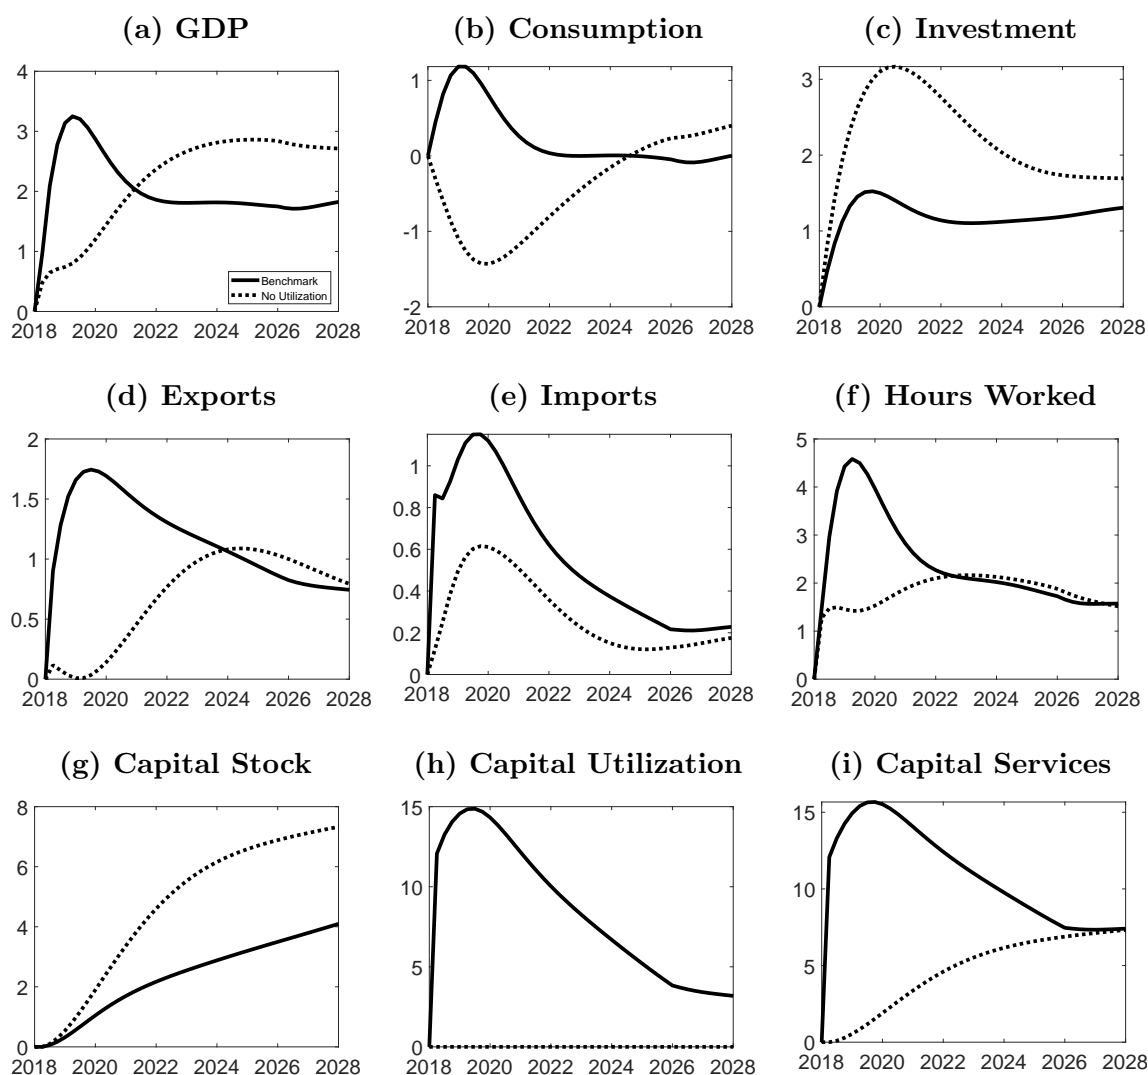 (a) GDP
(b) Consumption
(c) Investment
4
3
2
1
0
2018 2020 2022 2024 2026 2028
Benchmark
No Utilization
1
0
-1
-2
2018 2020 2022 2024 2026 2028
3
2
1
0
2018 2020 2022 2024 2026 2028
(d) Exports
(e) Imports
(f) Hours Worked
2
1.5
1
0.5
0
2018 2020 2022 2024 2026 2028
1
0.8
0.6
0.4
0.2
0
2018 2020 2022 2024 2026 2028
5
4
3
2
1
0
2018 2020 2022 2024 2026 2028
(g) Capital Stock
(h) Capital Utilization
(i) Capital Services
8
6
4
2
0
2018 2020 2022 2024 2026 2028
15
10
5
0
2018 2020 2022 2024 2026 2028
15
10
5
0
2018 2020 2022 2024 2026 2028